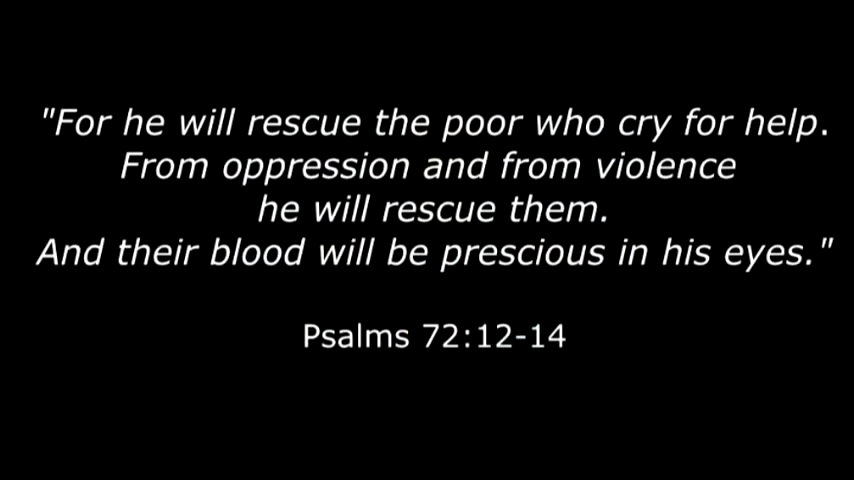 "For he will rescue the poor who cry for help.
From oppression and from violence
he will rescue them.
And their blood will be prescious in his eyes."
Psalms 72:12-14